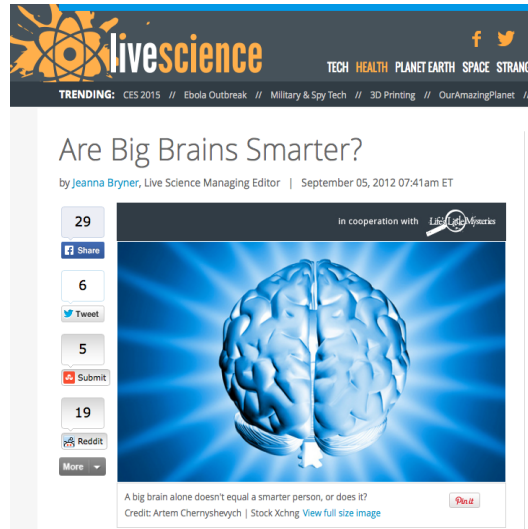 livescience
TECH HEALTH PLANET EARTH SPACE STRANG
TRENDING: CES 2015 // Ebola Outbreak // Military & Spy Tech // 3D Printing // OurAmazingPlanet //
Are Big Brains Smarter?
by Jeanna Bryner, Live Science Managing Editor | September 05, 2012 07:41am ET
29
Share
6
Tweet
5
Submit
19
Reddit
More
in cooperation with Life's Little Mysteries
A big brain alone doesn't equal a smarter person, or does it?
Pin it
Credit: Artem Chernyshevych | Stock Xchng View full size image